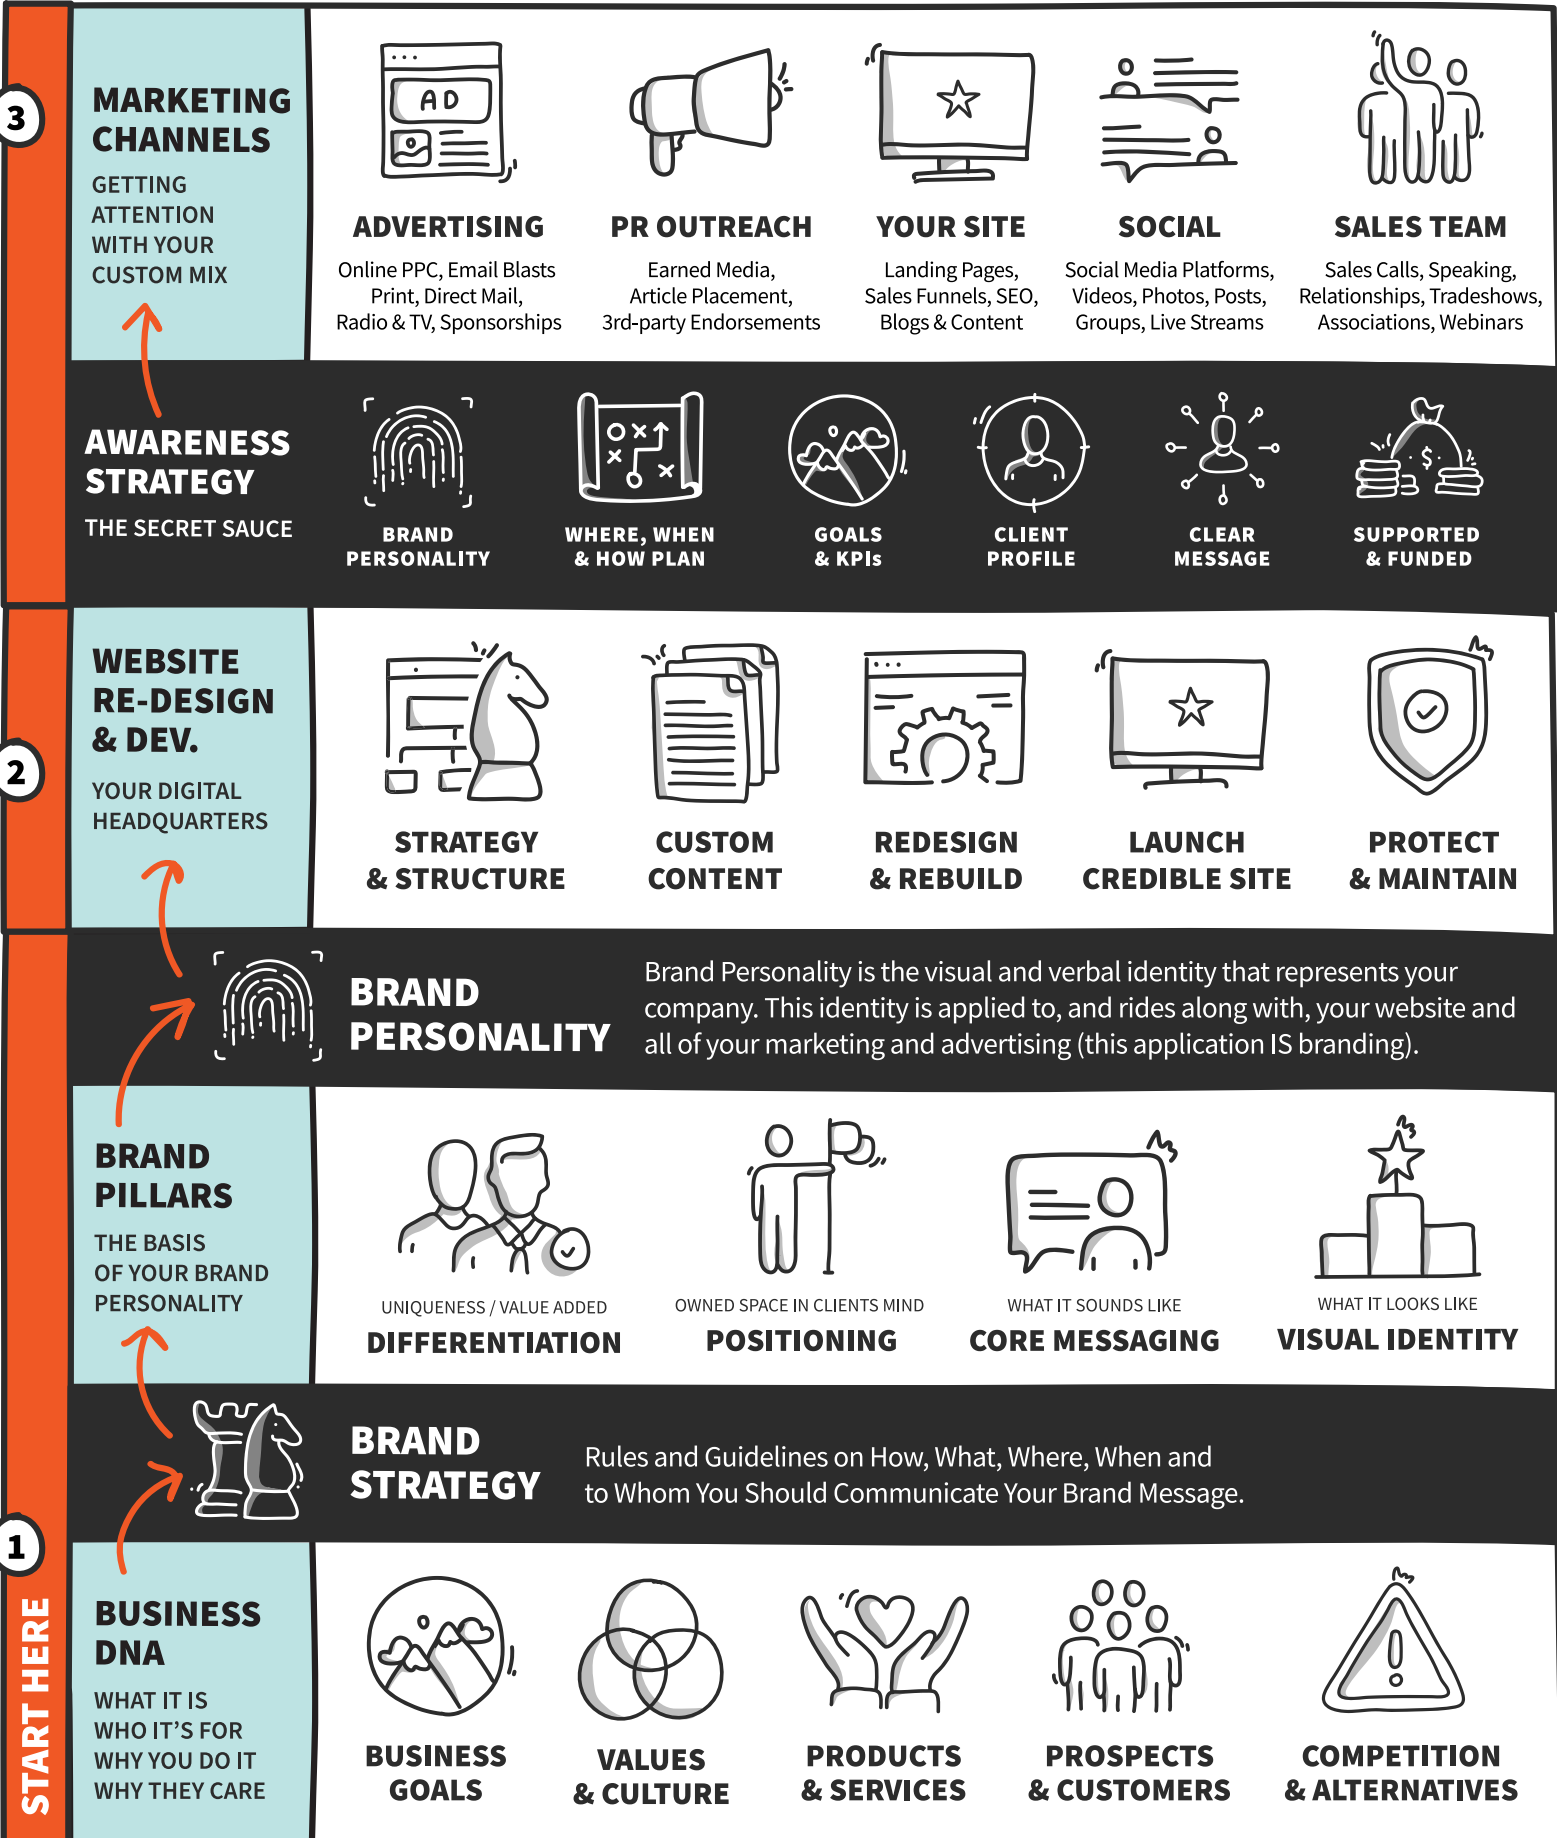 3
MARKETING
CHANNELS
GETTING
ATTENTION
WITH YOUR
CUSTOM MIX
AD
ADVERTISING
Online PPC, Email Blasts
Print, Direct Mail,
Radio & TV, Sponsorships
PR OUTREACH
Earned Media,
Article Placement,
3rd-party Endorsements
YOUR SITE
Landing Pages,
Sales Funnels, SEO,
Blogs & Content
SOCIAL
Social Media Platforms,
Videos, Photos, Posts,
Groups, Live Streams
SALES TEAM
Sales Calls, Speaking,
Relationships, Tradeshows,
Associations, Webinars
AWARENESS
STRATEGY
THE SECRET SAUCE
BRAND
PERSONALITY
WHERE, WHEN
& HOW PLAN
GOALS
& KPIs
CLIENT
PROFILE
CLEAR
MESSAGE
$
SUPPORTED
& FUNDED
2
WEBSITE
RE-DESIGN
& DEV.
YOUR DIGITAL
HEADQUARTERS
STRATEGY
& STRUCTURE
CUSTOM
CONTENT
REDESIGN
& REBUILD
LAUNCH
CREDIBLE SITE
PROTECT
& MAINTAIN
BRAND
PERSONALITY
Brand Personality is the visual and verbal identity that represents your
company. This identity is applied to, and rides along with, your website and
all of your marketing and advertising (this application IS branding).
BRAND
PILLARS
THE BASIS
OF YOUR BRAND
PERSONALITY
UNIQUENESS / VALUE ADDED
DIFFERENTIATION
OWNED SPACE IN CLIENTS MIND
POSITIONING
WHAT IT SOUNDS LIKE
CORE MESSAGING
WHAT IT LOOKS LIKE
VISUAL IDENTITY
BRAND
STRATEGY
Rules and Guidelines on How, What, Where, When and
to Whom You Should Communicate Your Brand Message.
1
START HERE
BUSINESS
DNA
WHAT IT IS
WHO IT'S FOR
WHY YOU DO IT
WHY THEY CARE
BUSINESS
GOALS
VALUES
& CULTURE
PRODUCTS
& SERVICES
PROSPECTS
& CUSTOMERS
COMPETITION
& ALTERNATIVES